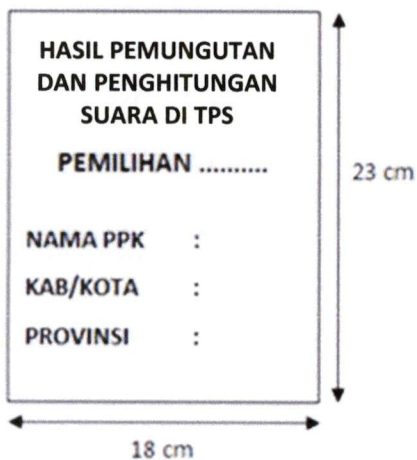 HASIL PEMUNGUTAN
DAN PENGHITUNGAN
SUARA DI TPS
PEMILIHAN ..........
23 cm
NAMA PPK :
KAB/KOTA :
PROVINSI :
18 cm